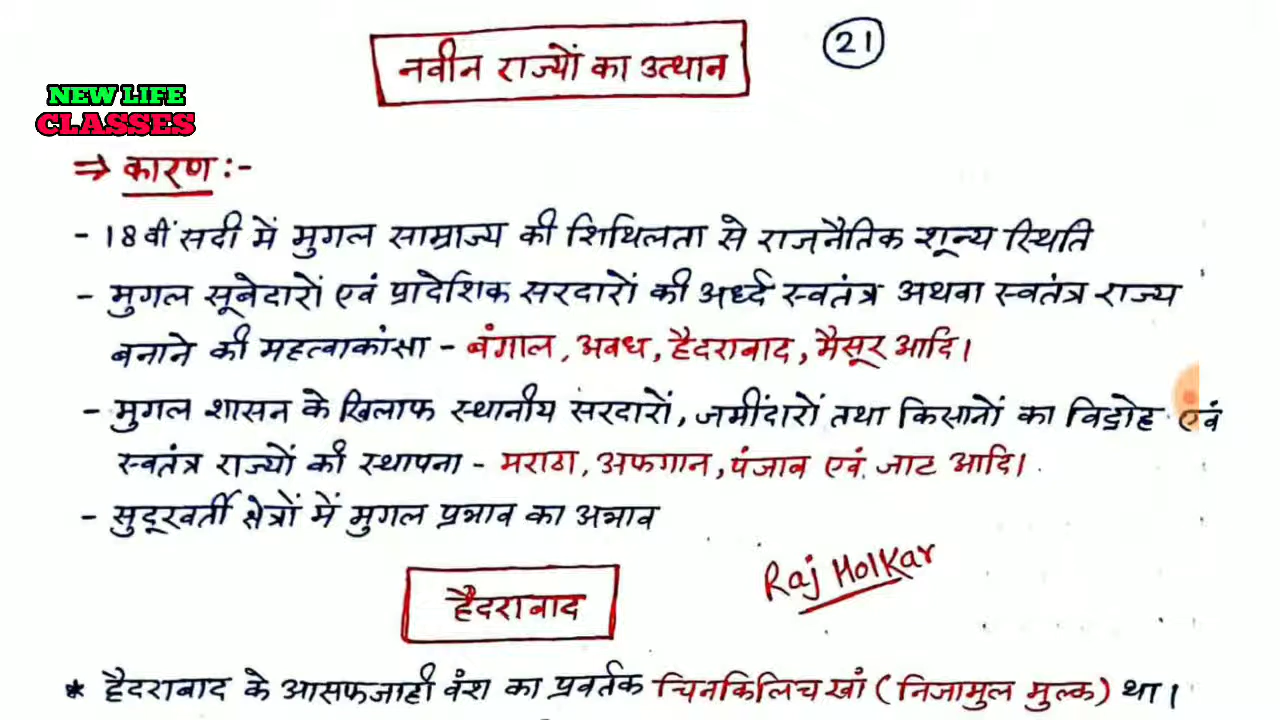 नवीन राज्यों का उत्थान
21
NEW LIFE
CLASSES
⇒ कारण :-
- 18वीं सदी में मुगल साम्राज्य की शिथिलता से राजनैतिक शून्य स्थिति
- मुगल सूबेदारों एवं प्रादेशिक सरदारों की अर्ध्द स्वतंत्र अथवा स्वतंत्र राज्य
बनाने की महत्वाकांसा - बंगाल, अवध, हैदराबाद, मैसूर आदि।
- मुगल शासन के खिलाफ स्थानीय सरदारों, जमींदारों तथा किसानों का विद्रोह एवं
स्वतंत्र राज्यों की स्थापना - मराठा, अफगान, पंजाब एवं जाट आदि।
- सुदूरवर्ती क्षेत्रों में मुगल प्रभाव का अभाव
Raj Holkar
हैदराबाद
* हैदराबाद के आसफजाही वंश का प्रवर्तक चिनकिलिच खां (निजामुल मुल्क) था।